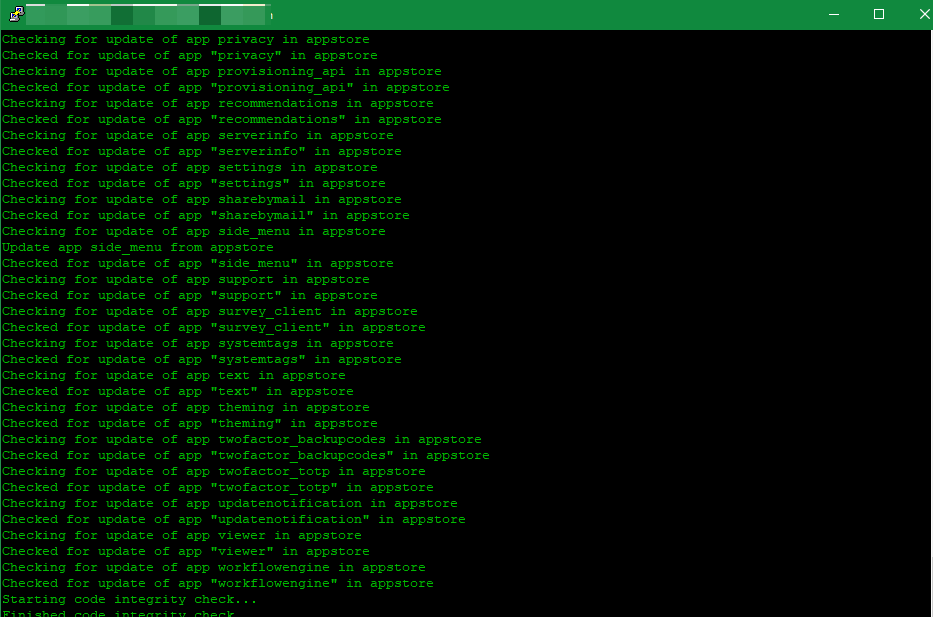 Checking for update of app privacy in appstore
Checked for update of app "privacy" in appstore
Checking for update of app provisioning_api in appstore
Checked for update of app "provisioning_api" in appstore
Checking for update of app recommendations in appstore
Checked for update of app "recommendations" in appstore
Checking for update of app serverinfo in appstore
Checked for update of app "serverinfo" in appstore
Checking for update of app settings in appstore
Checked for update of app "settings" in appstore
Checking for update of app sharebymail in appstore
Checked for update of app "sharebymail" in appstore
Checking for update of app side_menu in appstore
Update app side_menu from appstore
Checked for update of app "side_menu" in appstore
Checking for update of app support in appstore
Checked for update of app "support" in appstore
Checking for update of app survey_client in appstore
Checked for update of app "survey_client" in appstore
Checking for update of app systemtags in appstore
Checked for update of app "systemtags" in appstore
Checking for update of app text in appstore
Checked for update of app "text" in appstore
Checking for update of app theming in appstore
Checked for update of app "theming" in appstore
Checking for update of app twofactor_backupcodes in appstore
Checked for update of app "twofactor_backupcodes" in appstore
Checking for update of app twofactor_totp in appstore
Checked for update of app "twofactor_totp" in appstore
Checking for update of app updatenotification in appstore
Checked for update of app "updatenotification" in appstore
Checking for update of app viewer in appstore
Checked for update of app "viewer" in appstore
Checking for update of app workflowengine in appstore
Checked for update of app "workflowengine" in appstore
Starting code integrity check...
Finished code integrity check